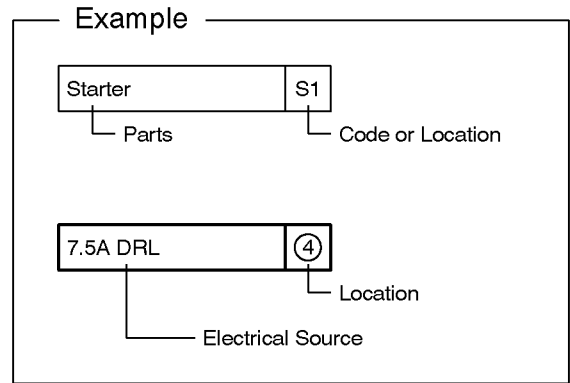 Example
Starter S1
Parts Code or Location
7.5A DRL 4
Location
Electrical Source